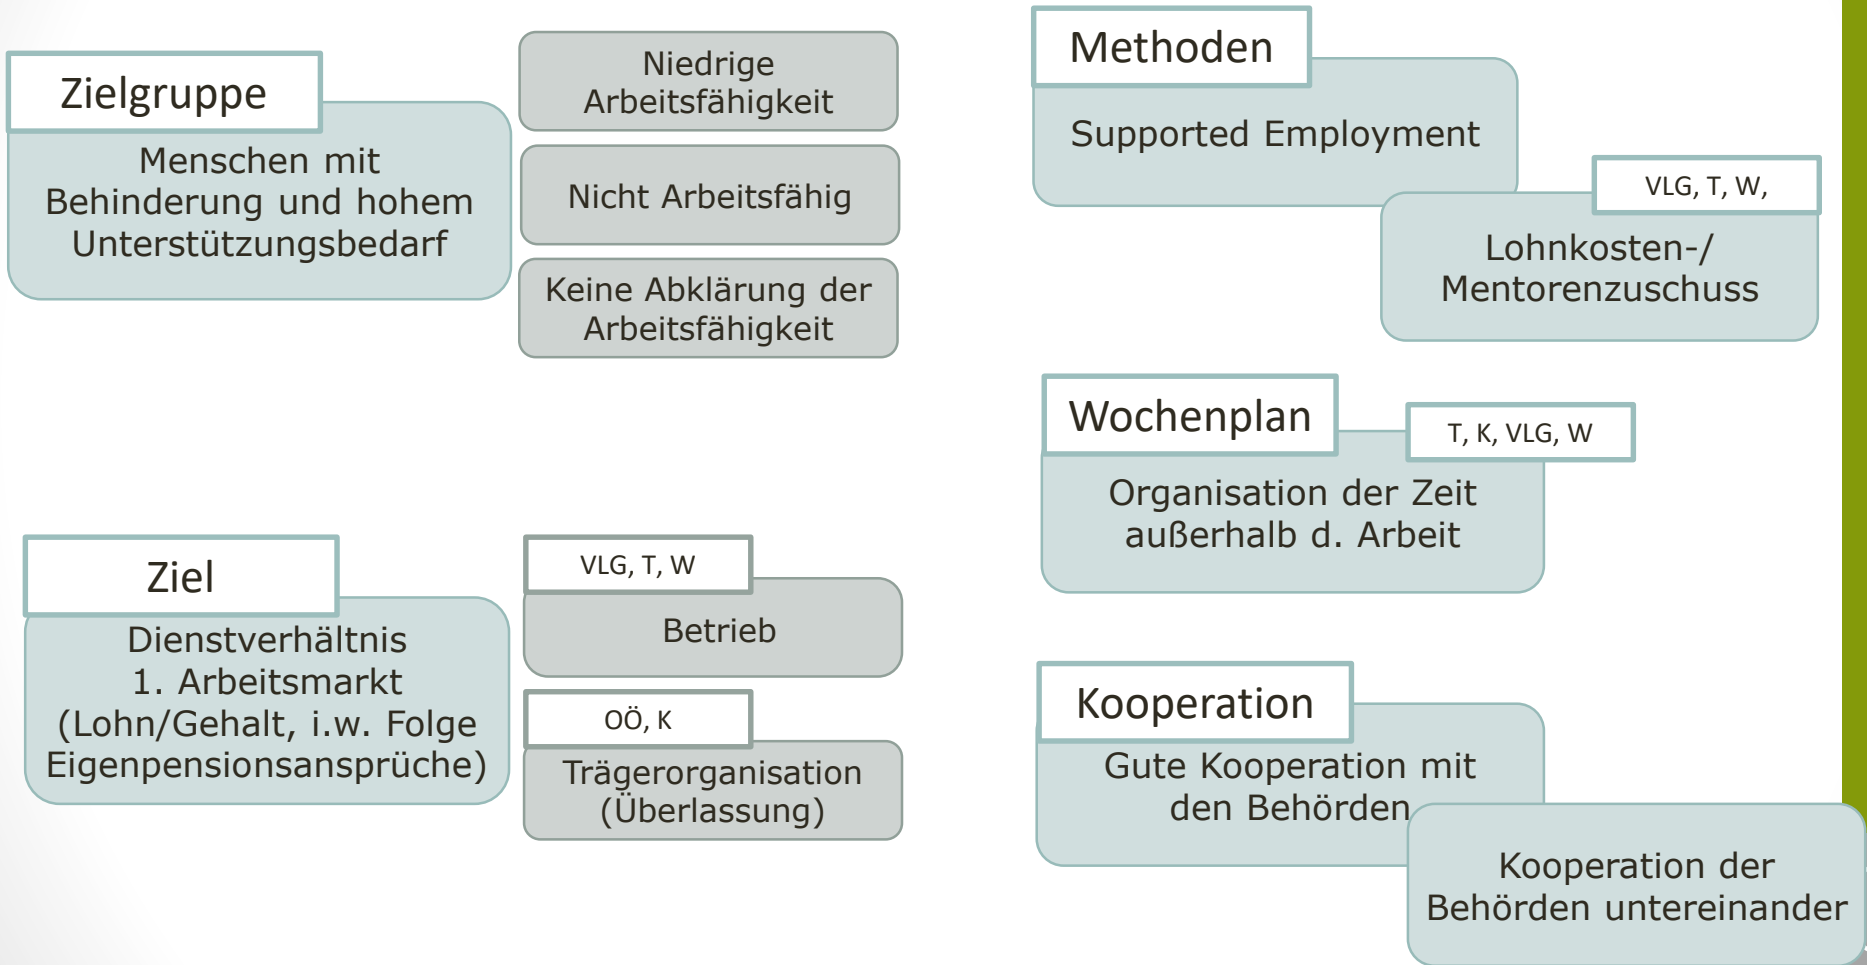 Zielgruppe
Menschen mit
Behinderung und hohem
Unterstützungsbedarf
Niedrige
Arbeitsfähigkeit
Nicht Arbeitsfähig
Keine Abklärung der
Arbeitsfähigkeit
Ziel
Dienstverhältnis
1. Arbeitsmarkt
(Lohn/Gehalt, i.w. Folge
Eigenpensionsansprüche)
VLG, T, W
Betrieb
OÖ, K
Trägerorganisation
(Überlassung)
Methoden
Supported Employment
VLG, T, W,
Lohnkosten-/
Mentorenzuschuss
Wochenplan
T, K, VLG, W
Organisation der Zeit
außerhalb d. Arbeit
Kooperation
Gute Kooperation mit
den Behörden
Kooperation der
Behörden untereinander